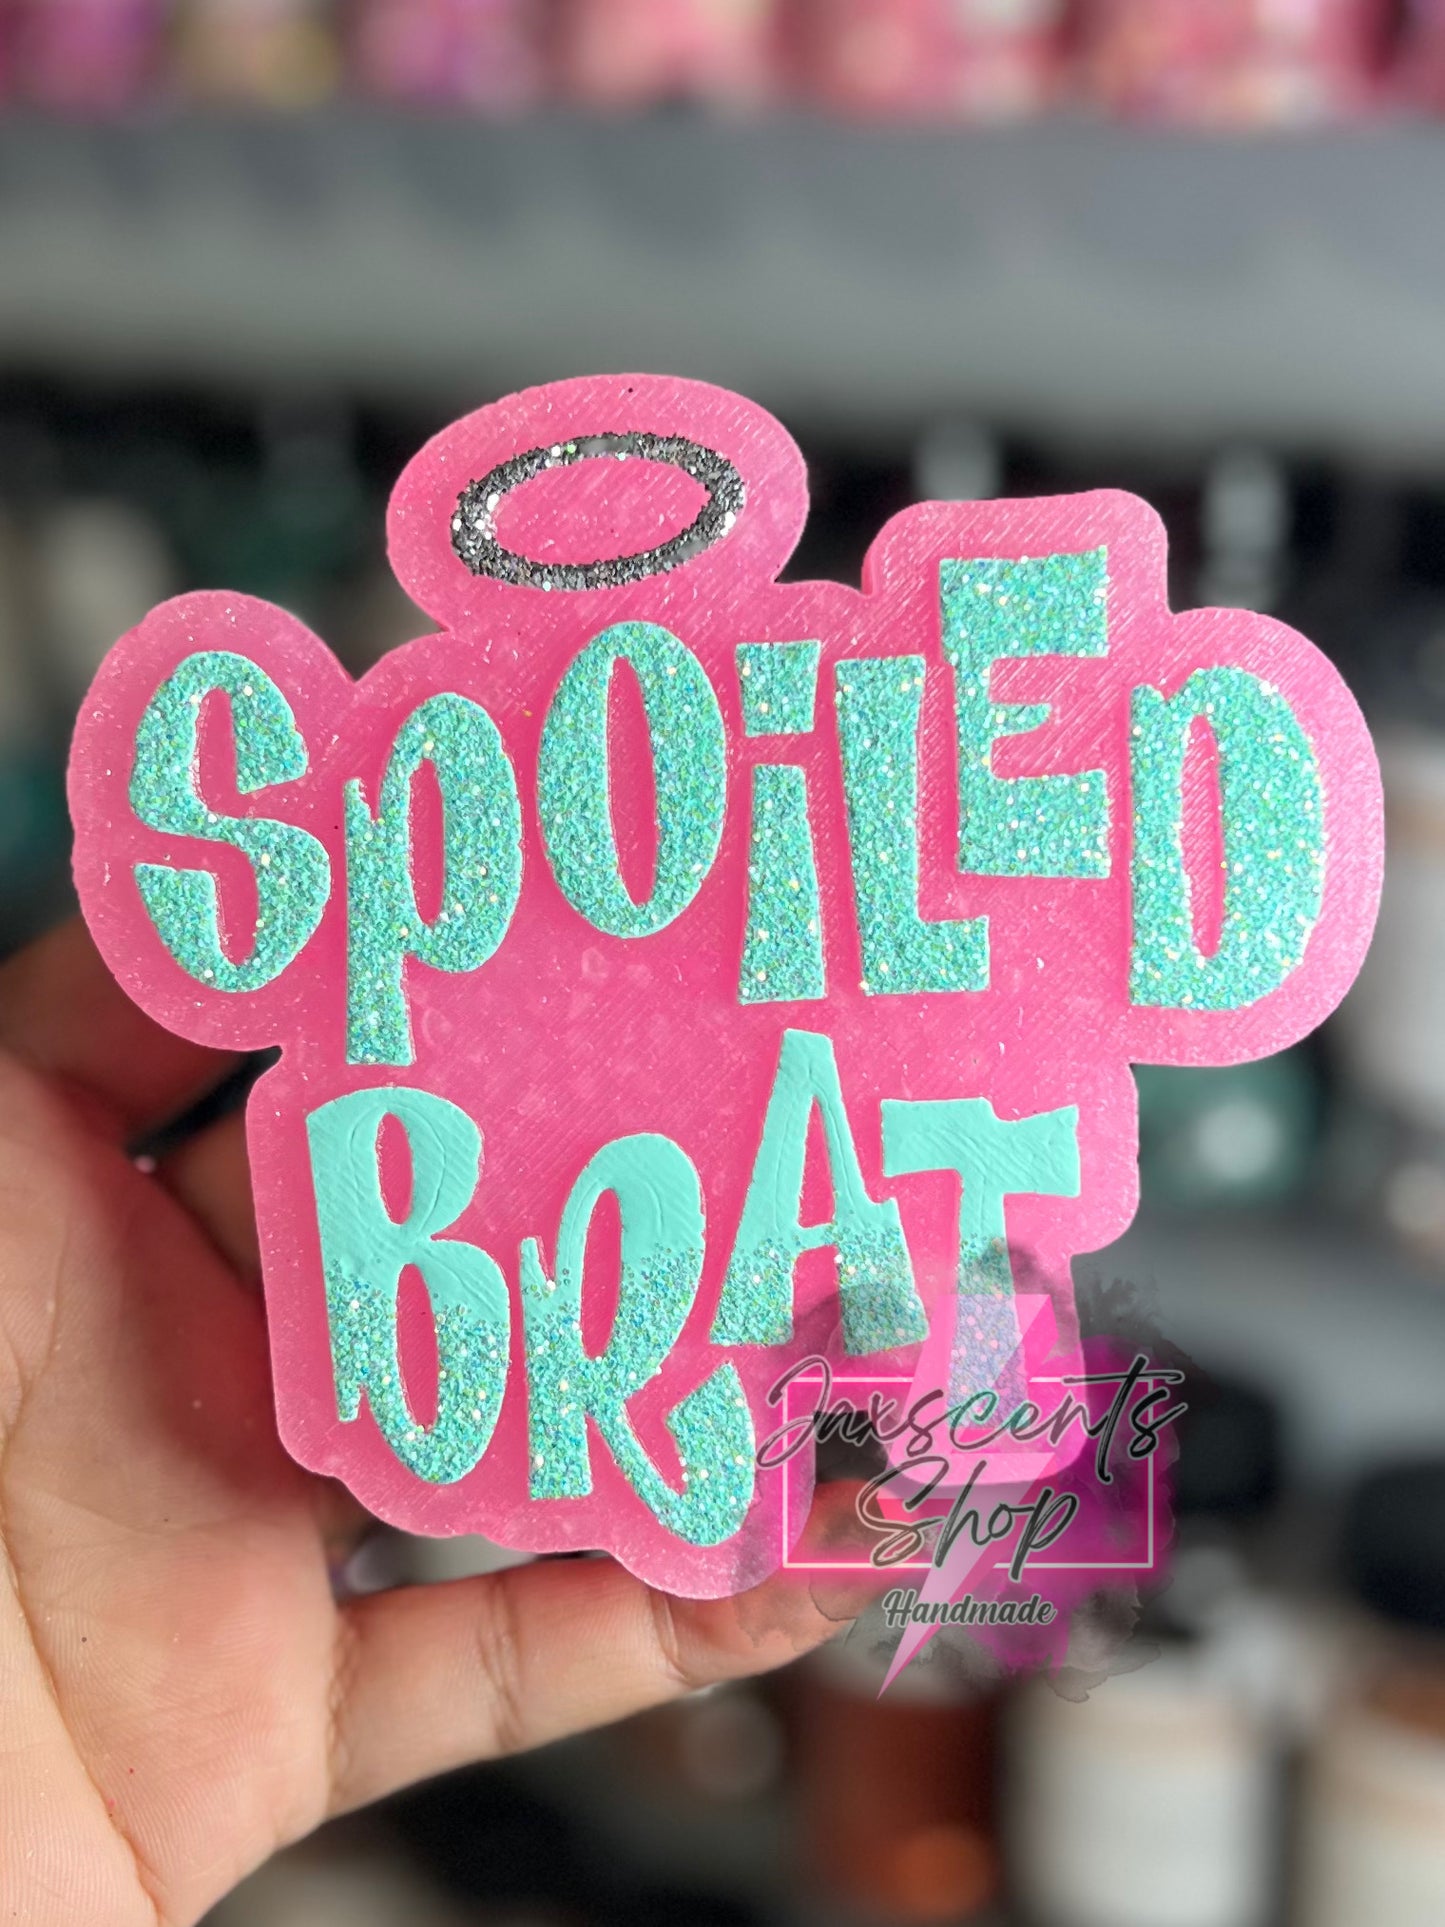 SpOiLED
BRAT
Jaxscents
Shop
Handmade